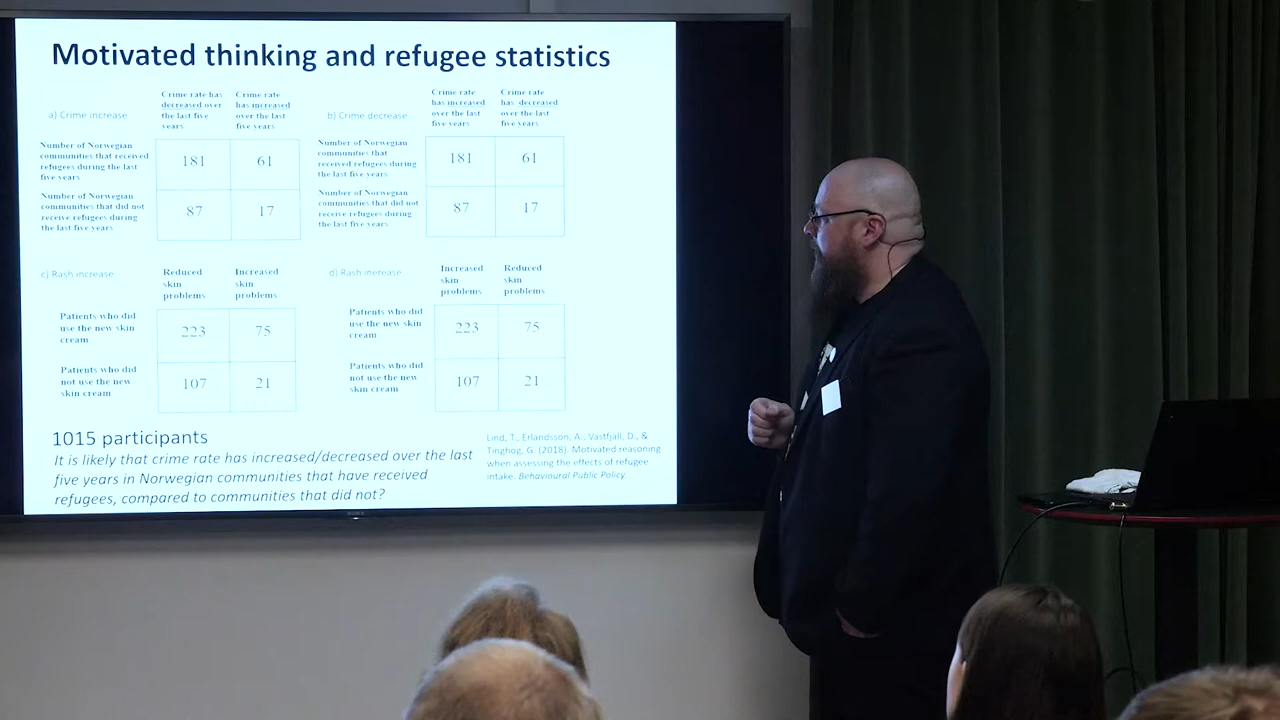 Motivated thinking and refugee statistics
a) Crime increase
Crime rate has
decreased over
the last five
years
Crime rate
has increased
over the last
five years
Number of Norwegian
communities that received
refugees during the last
five years
181 61
Number of Norwegian
communities that did not
receive refugees during
the last five years
87 17
b) Crime decrease
Crime rate
has increased
over the last
five years
Crime rate
has decreased
over the last
five years
Number of Norwegian
communities that
received refugees during
the last five years
181 61
Number of Norwegian
communities that did not
receive refugees during
the last five years
87 17
c) Rash increase
Reduced
skin
problems
Increased
skin
problems
Patients who did
use the new skin
cream
223 75
Patients who did
not use the new
skin cream
107 21
d) Rash increase
Increased
skin
problems
Reduced
skin
problems
Patients who did
use the new skin
cream
223 75
Patients who did
not use the new
skin cream
107 21
1015 participants
It is likely that crime rate has increased/decreased over the last
five years in Norwegian communities that have received
refugees, compared to communities that did not?
Lind, T., Erlandsson, A., Vastfjäll, D., &
Tinghög, G. (2018). Motivated reasoning
when assessing the effects of refugee
intake. Behavioural Public Policy
SONY